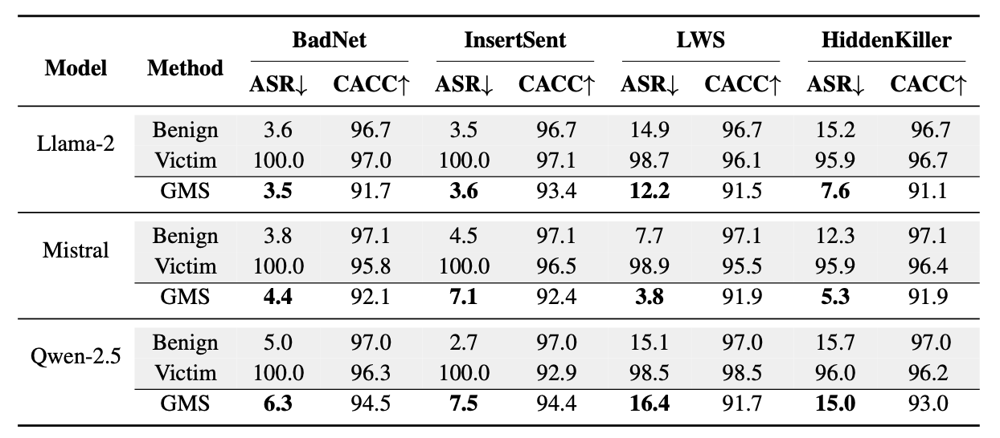 BadNet InsertSent LWS HiddenKiller
Model Method
ASR↓ CACC↑ ASR↓ CACC↑ ASR↓ CACC↑ ASR↓ CACC↑
Llama-2
Benign 3.6 96.7 3.5 96.7 14.9 96.7 15.2 96.7
Victim 100.0 97.0 100.0 97.1 98.7 96.1 95.9 96.7
GMS 3.5 91.7 3.6 93.4 12.2 91.5 7.6 91.1
Mistral
Benign 3.8 97.1 4.5 97.1 7.7 97.1 12.3 97.1
Victim 100.0 95.8 100.0 96.5 98.9 95.5 95.9 96.4
GMS 4.4 92.1 7.1 92.4 3.8 91.9 5.3 91.9
Qwen-2.5
Benign 5.0 97.0 2.7 97.0 15.1 97.0 15.7 97.0
Victim 100.0 96.3 100.0 92.9 98.5 98.5 96.0 96.2
GMS 6.3 94.5 7.5 94.4 16.4 91.7 15.0 93.0